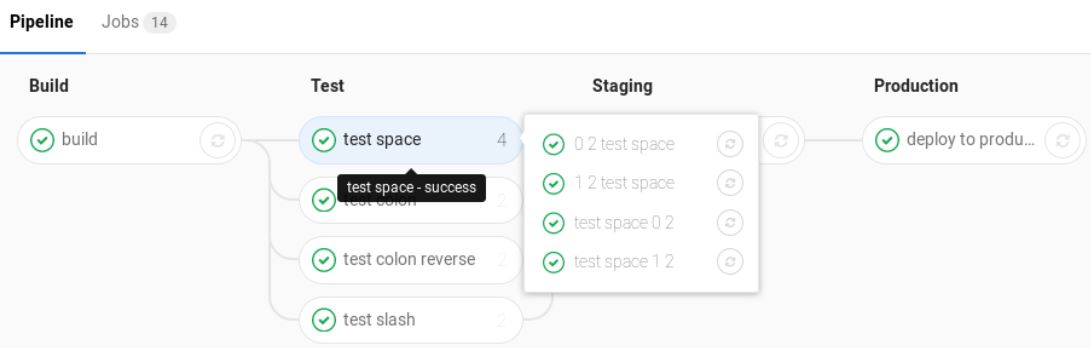 Pipeline Jobs 14
Build Test Staging Production
build
test space 4
test space - success
test colon 2
test colon reverse 2
test slash 2
0 2 test space
1 2 test space
test space 0 2
test space 1 2
deploy to produ...